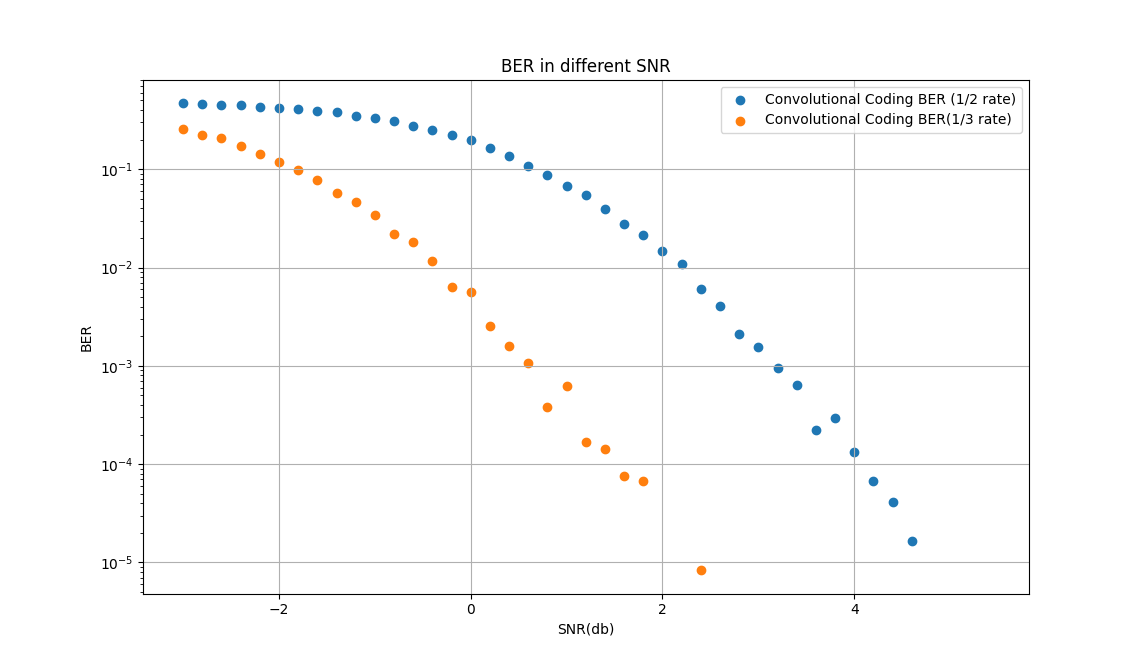 BER in different SNR
Convolutional Coding BER (1/2 rate)
Convolutional Coding BER(1/3 rate)
10⁻¹
10⁻²
10⁻³
10⁻⁴
10⁻⁵
BER
−2 0 2 4
SNR(db)